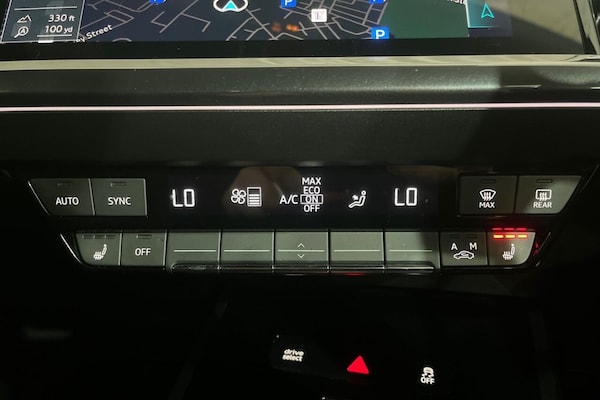 330 ft
100 yd
Street
L
P
P
P
AUTO
SYNC
LO
A/C
MAX
ECO
ON
OFF
LO
MAX
REAR
OFF
A M
drive
select
OFF